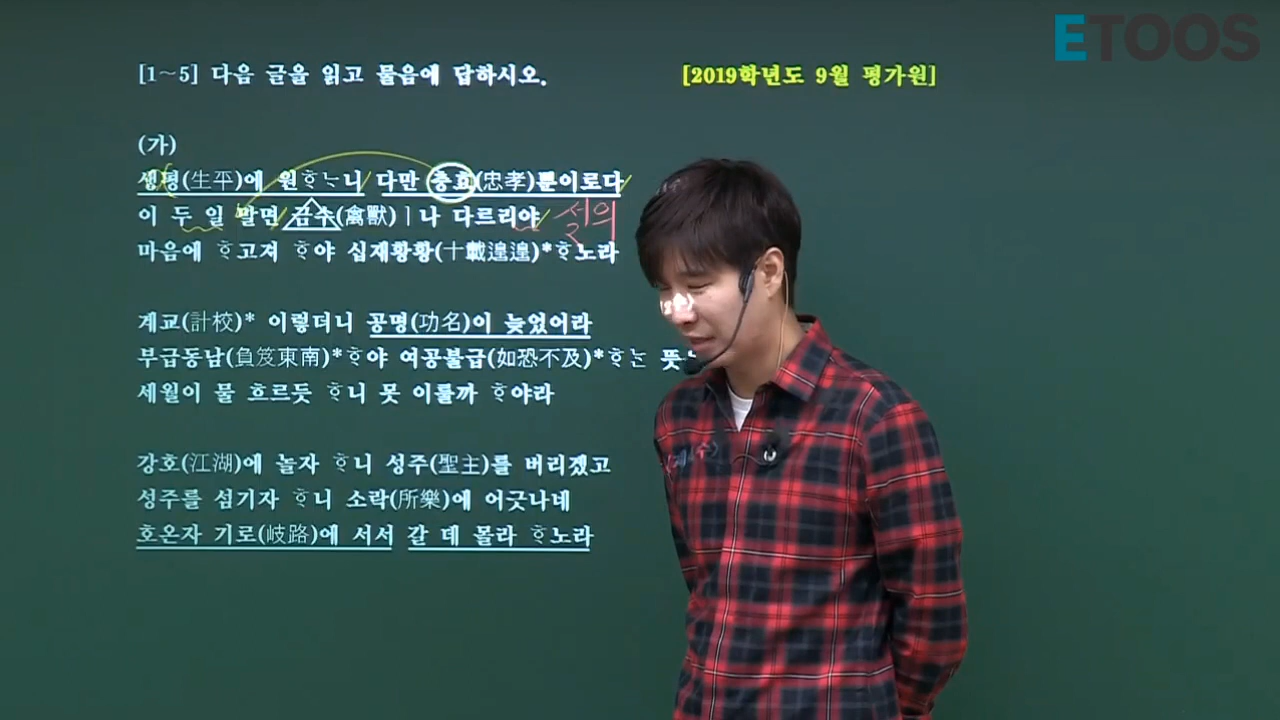 ETOOS
[1~5] 다음 글을 읽고 물음에 답하시오. [2019학년도 9월 평가원]
(가)
생평(生平)에 원ᄒᆞᄂᆞ니 다만 충효(忠孝)뿐이로다
이 두 일 말면 금수(禽獸)ㅣ나 다르리야 설의
마음에 ᄒᆞ고져 ᄒᆞ야 십재황황(十載遑遑)*ᄒᆞ노라
계교(計校)* 이렇더니 공명(功名)이 늦었어라
부급동남(負笈東南)*ᄒᆞ야 여공불급(如恐不及)*ᄒᆞᄂᆞᆫ 뜻
세월이 물 흐르듯 ᄒᆞ니 못 이룰까 ᄒᆞ야라
강호(江湖)에 놀자 ᄒᆞ니 성주(聖主)를 버리겠고
성주를 섬기자 ᄒᆞ니 소락(所樂)에 어긋나네
호온자 기로(岐路)에 서서 갈 데 몰라 ᄒᆞ노라